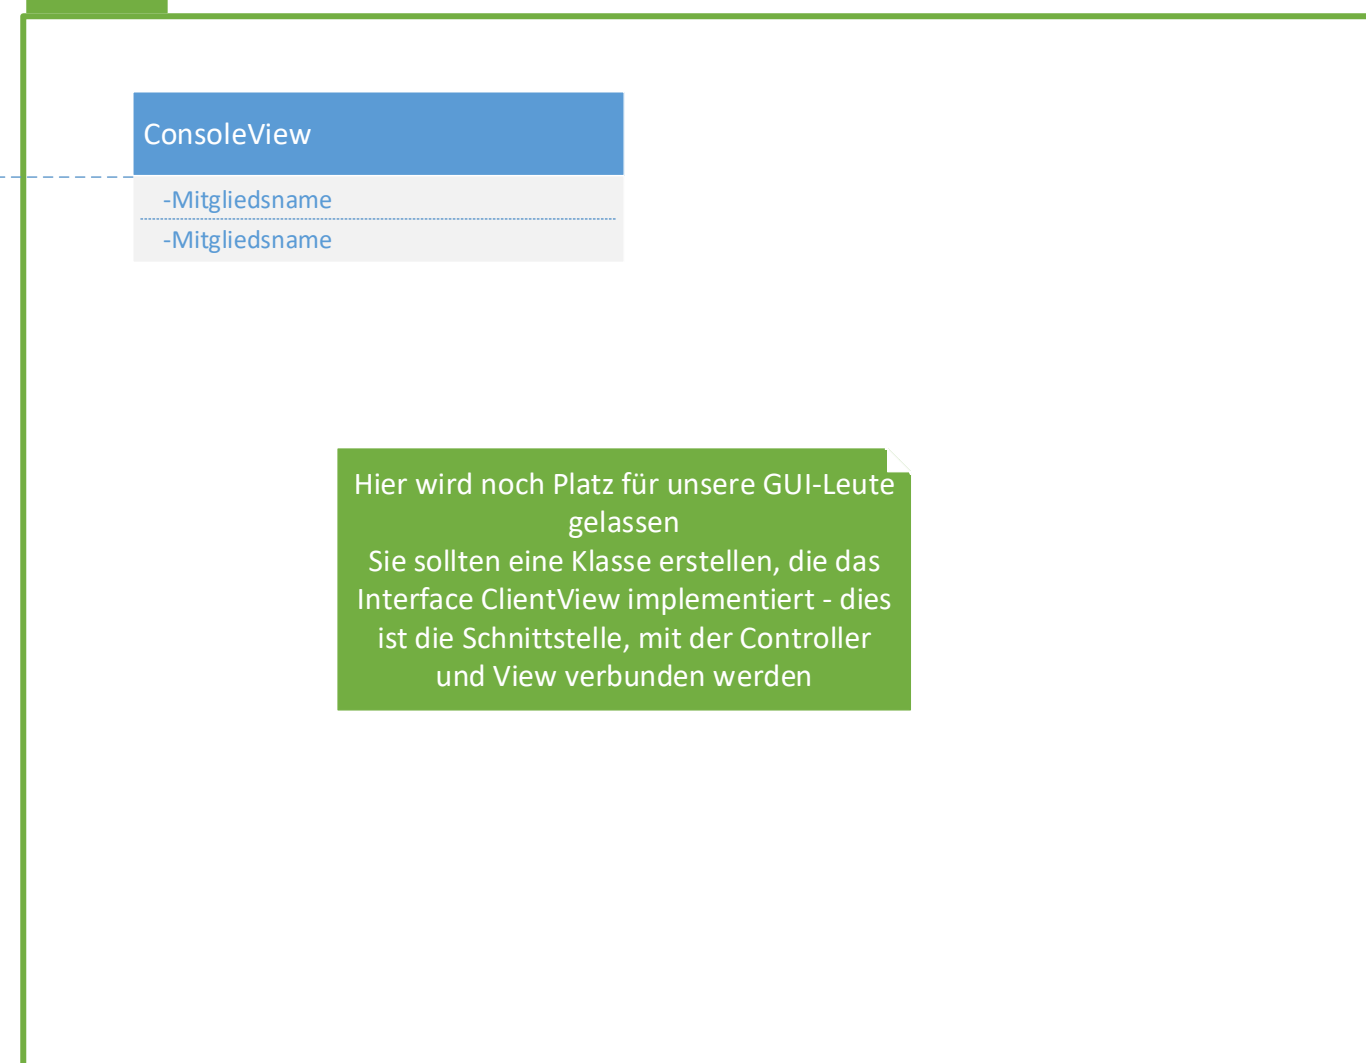 ConsoleView
-Mitgliedsname
-Mitgliedsname
Hier wird noch Platz für unsere GUI-Leute
gelassen
Sie sollten eine Klasse erstellen, die das
Interface ClientView implementiert - dies
ist die Schnittstelle, mit der Controller
und View verbunden werden